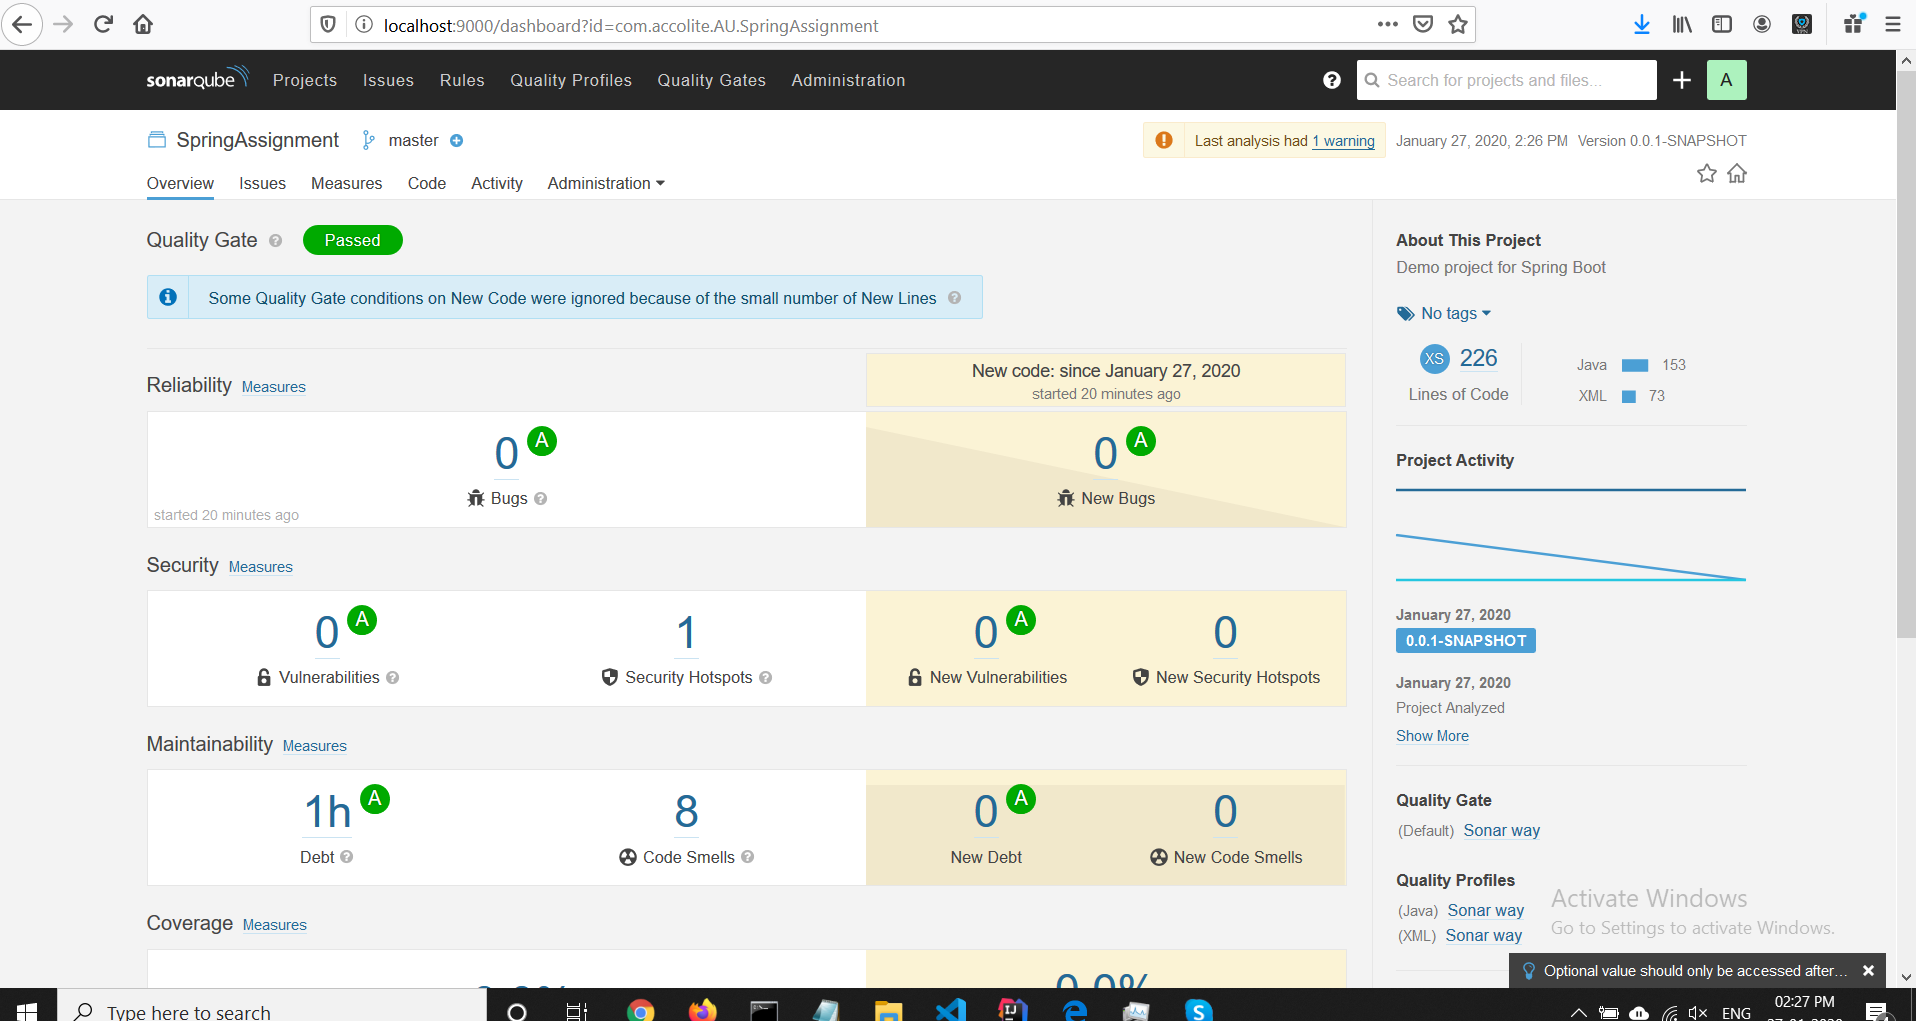 localhost:9000/dashboard?id=com.accolite.AU.SpringAssignment
sonarqube Projects Issues Rules Quality Profiles Quality Gates Administration Search for projects and files... A
SpringAssignment master Last analysis had 1 warning January 27, 2020, 2:26 PM Version 0.0.1-SNAPSHOT
Overview Issues Measures Code Activity Administration
Quality Gate Passed
Some Quality Gate conditions on New Code were ignored because of the small number of New Lines
New code: since January 27, 2020
started 20 minutes ago
Reliability Measures
0 A
Bugs
started 20 minutes ago
0 A
New Bugs
Security Measures
0 A
Vulnerabilities
1
Security Hotspots
0 A
New Vulnerabilities
0
New Security Hotspots
Maintainability Measures
1h A
Debt
8
Code Smells
0 A
New Debt
0
New Code Smells
Coverage Measures
About This Project
Demo project for Spring Boot
No tags
XS 226
Lines of Code
Java 153
XML 73
Project Activity
January 27, 2020
0.0.1-SNAPSHOT
January 27, 2020
Project Analyzed
Show More
Quality Gate
(Default) Sonar way
Quality Profiles
(Java) Sonar way
(XML) Sonar way
Activate Windows
Go to Settings to activate Windows.
Optional value should only be accessed after...
Type here to search
ENG
02:27 PM